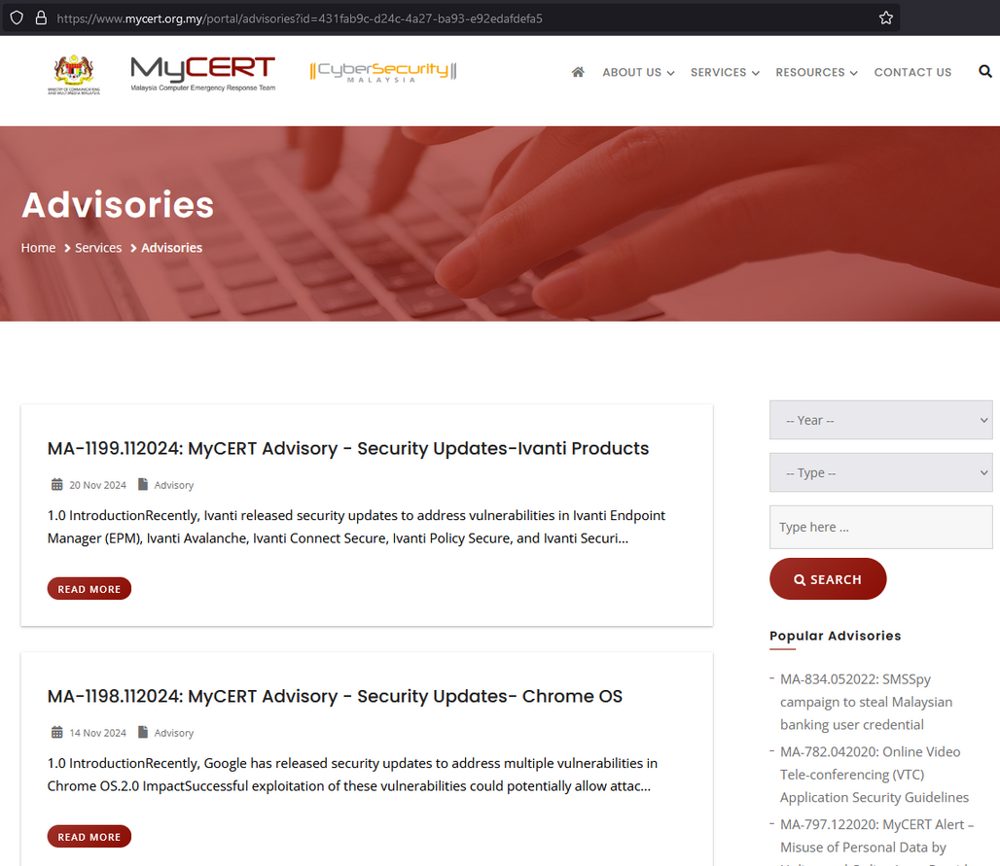 https://www.mycert.org.my/portal/advisories?id=431fab9c-d24c-4a27-ba93-e92edafdefa5
MINISTRY OF COMMUNICATIONS
AND MULTIMEDIA MALAYSIA
MyCERT
Malaysia Computer Emergency Response Team
CyberSecurity
MALAYSIA
ABOUT US
SERVICES
RESOURCES
CONTACT US
Advisories
Home
Services
Advisories
MA-1199.112024: MyCERT Advisory - Security Updates-Ivanti Products
20 Nov 2024
Advisory
1.0 IntroductionRecently, Ivanti released security updates to address vulnerabilities in Ivanti Endpoint
Manager (EPM), Ivanti Avalanche, Ivanti Connect Secure, Ivanti Policy Secure, and Ivanti Securi...
READ MORE
MA-1198.112024: MyCERT Advisory - Security Updates- Chrome OS
14 Nov 2024
Advisory
1.0 IntroductionRecently, Google has released security updates to address multiple vulnerabilities in
Chrome OS.2.0 ImpactSuccessful exploitation of these vulnerabilities could potentially allow attac...
READ MORE
-- Year --
-- Type --
Type here ...
SEARCH
Popular Advisories
- MA-834.052022: SMSSpy
campaign to steal Malaysian
banking user credential
- MA-782.042020: Online Video
Tele-conferencing (VTC)
Application Security Guidelines
- MA-797.122020: MyCERT Alert –
Misuse of Personal Data by